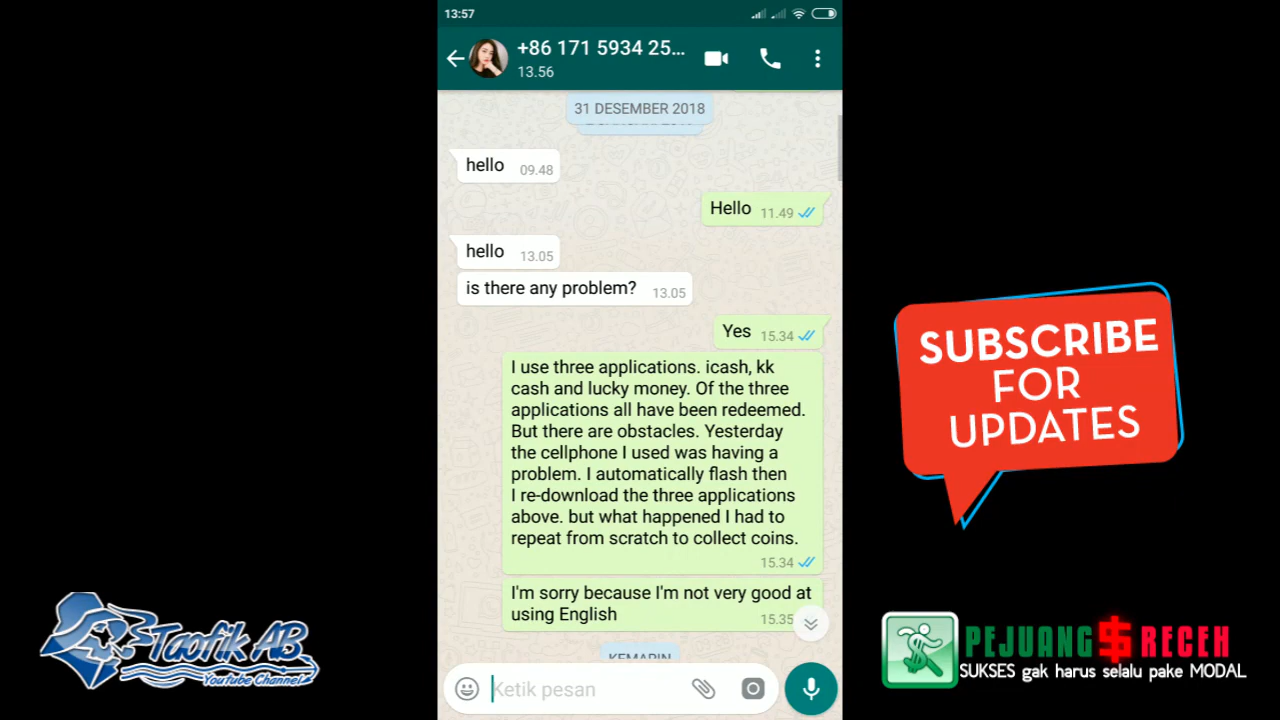 13:57
+86 171 5934 25...
13.56
31 DESEMBER 2018
hello 09.48
Hello 11.49
hello 13.05
is there any problem? 13.05
Yes 15.34
I use three applications. icash, kk
cash and lucky money. Of the three
applications all have been redeemed.
But there are obstacles. Yesterday
the cellphone I used was having a
problem. I automatically flash then
I re-download the three applications
above. but what happened I had to
repeat from scratch to collect coins.
15.34
I'm sorry because I'm not very good at
using English 15.35
KEMARIN
Ketik pesan
SUBSCRIBE
FOR
UPDATES
Taofik AB
YouTube Channel
PEJUANG $ RECEH
SUKSES gak harus selalu pake MODAL